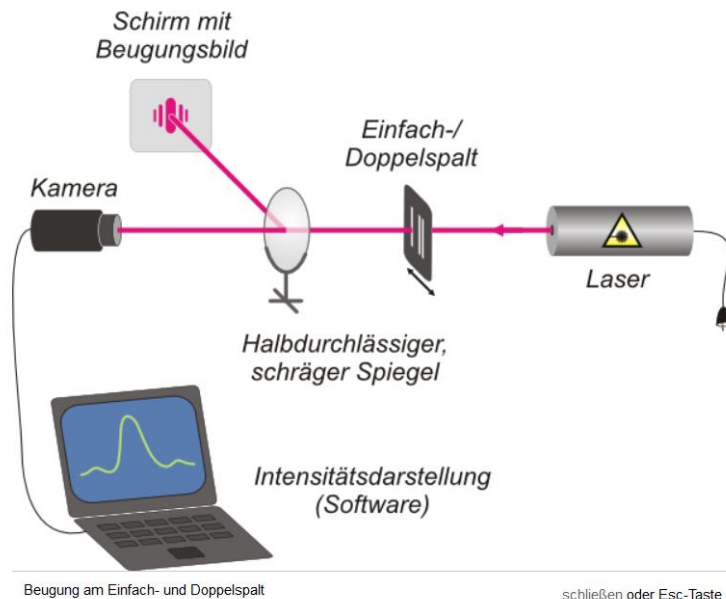 Schirm mit
Beugungsbild
Einfach-/
Doppelspalt
Kamera
Laser
Halbdurchlässiger,
schräger Spiegel
Intensitätsdarstellung
(Software)
Beugung am Einfach- und Doppelspalt
schließen oder Esc-Taste